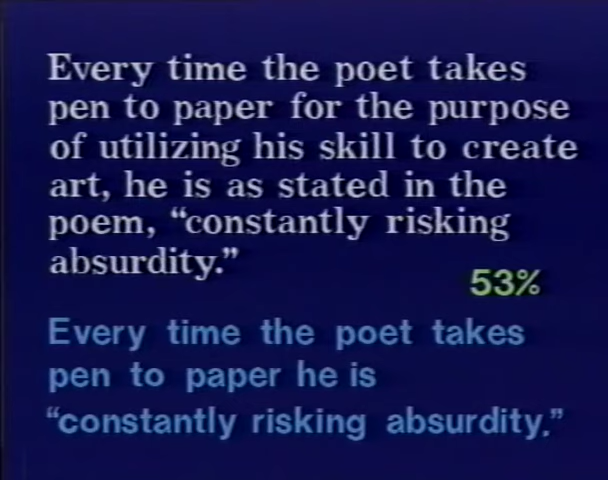 Every time the poet takes
pen to paper for the purpose
of utilizing his skill to create
art, he is as stated in the
poem, “constantly risking
absurdity.”
53%
Every time the poet takes
pen to paper he is
“constantly risking absurdity.”